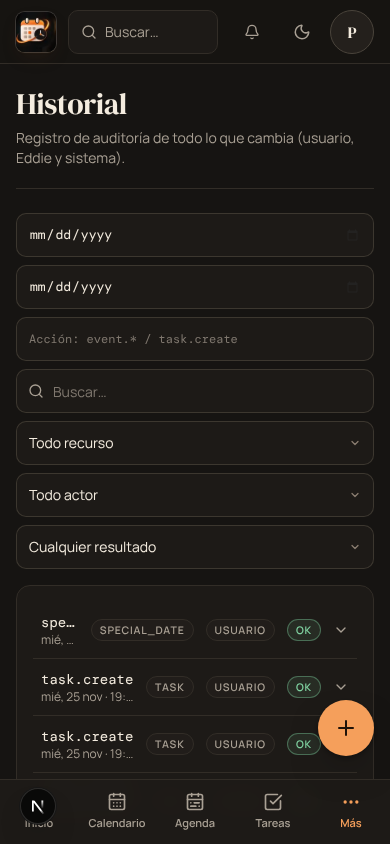 Buscar...
P
Historial
Registro de auditoría de todo lo que cambia (usuario,
Eddie y sistema).
mm/dd/yyyy
mm/dd/yyyy
Acción: event.* / task.create
Buscar...
Todo recurso
Todo actor
Cualquier resultado
spe… SPECIAL_DATE USUARIO OK
mié, …
task.create TASK USUARIO OK
mié, 25 nov · 19:…
task.create TASK USUARIO OK
mié, 25 nov · 19:…
N
Inicio Calendario Agenda Tareas Más